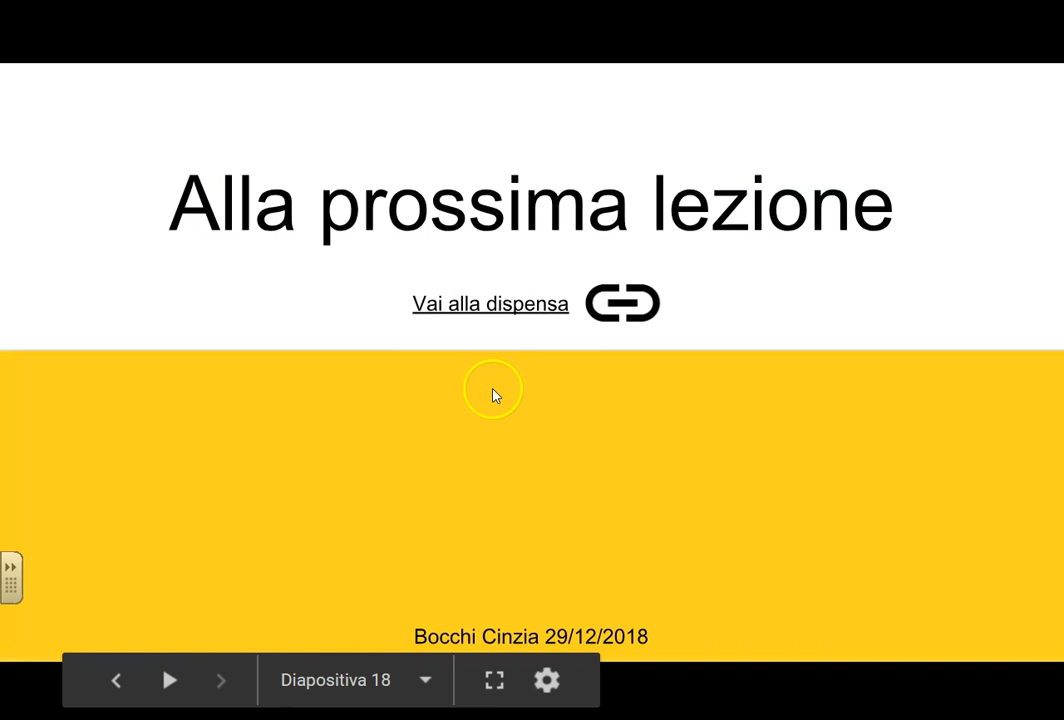 Alla prossima lezione
Vai alla dispensa
Bocchi Cinzia 29/12/2018
Diapositiva 18